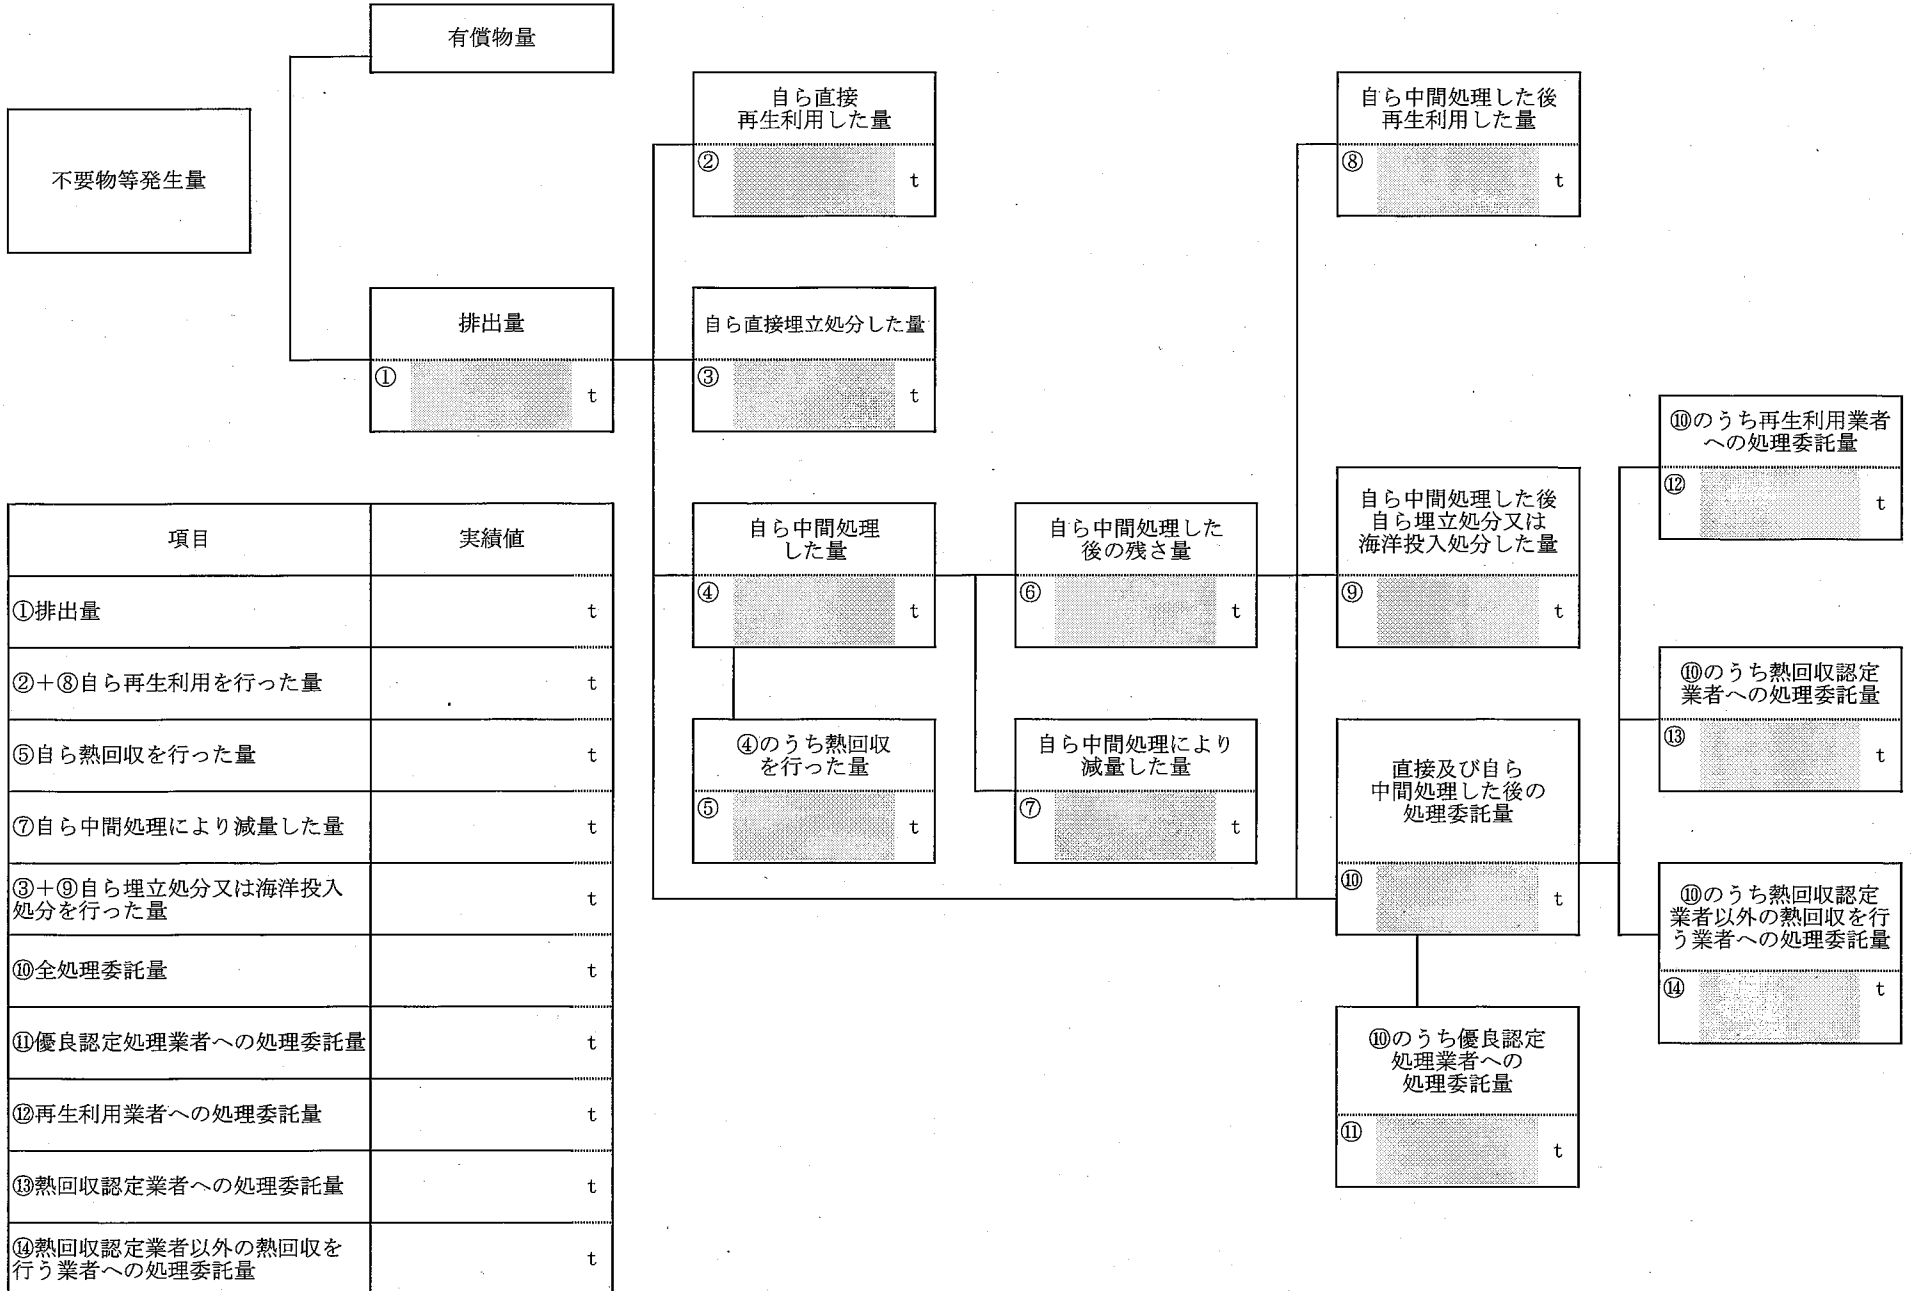 有償物量
不要物等発生量
排出量
① t
自ら直接
再生利用した量
② t
自ら直接埋立処分した量
③ t
自ら中間処理
した量
④ t
④のうち熱回収
を行った量
⑤ t
自ら中間処理した
後の残さ量
⑥ t
自ら中間処理により
減量した量
⑦ t
自ら中間処理した後
再生利用した量
⑧ t
自ら中間処理した後
自ら埋立処分又は
海洋投入処分した量
⑨ t
直接及び自ら
中間処理した後の
処理委託量
⑩ t
⑩のうち優良認定
処理業者への
処理委託量
⑪ t
⑩のうち再生利用業者
への処理委託量
⑫ t
⑩のうち熱回収認定
業者への処理委託量
⑬ t
⑩のうち熱回収認定
業者以外の熱回収を行
う業者への処理委託量
⑭ t
項目 実績値
①排出量 t
②+⑧自ら再生利用を行った量 t
⑤自ら熱回収を行った量 t
⑦自ら中間処理により減量した量 t
③+⑨自ら埋立処分又は海洋投入
処分を行った量 t
⑩全処理委託量 t
⑪優良認定処理業者への処理委託量 t
⑫再生利用業者への処理委託量 t
⑬熱回収認定業者への処理委託量 t
⑭熱回収認定業者以外の熱回収を
行う業者への処理委託量 t